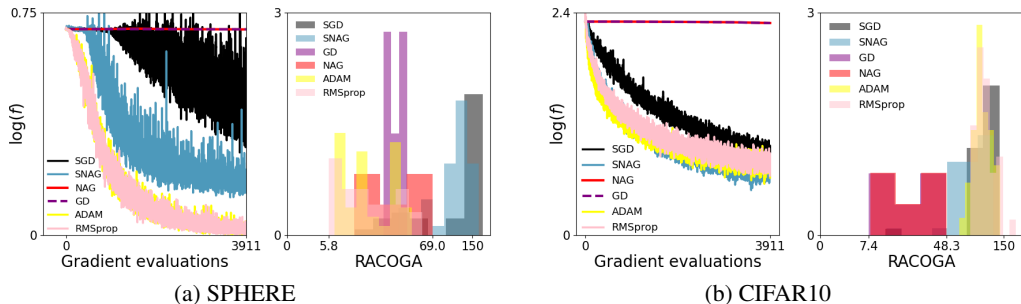 0.75
log(f)
SGD
SNAG
NAG
GD
ADAM
RMSprop
0
0
3911
Gradient evaluations
3
SGD
SNAG
GD
NAG
ADAM
RMSprop
0
0
5.8
69.0
150
RACOGA
(a) SPHERE
2.4
log(f)
SGD
SNAG
NAG
GD
ADAM
RMSprop
0
0
3911
Gradient evaluations
3
SGD
SNAG
GD
NAG
ADAM
RMSprop
0
0
7.4
48.3
150
RACOGA
(b) CIFAR10